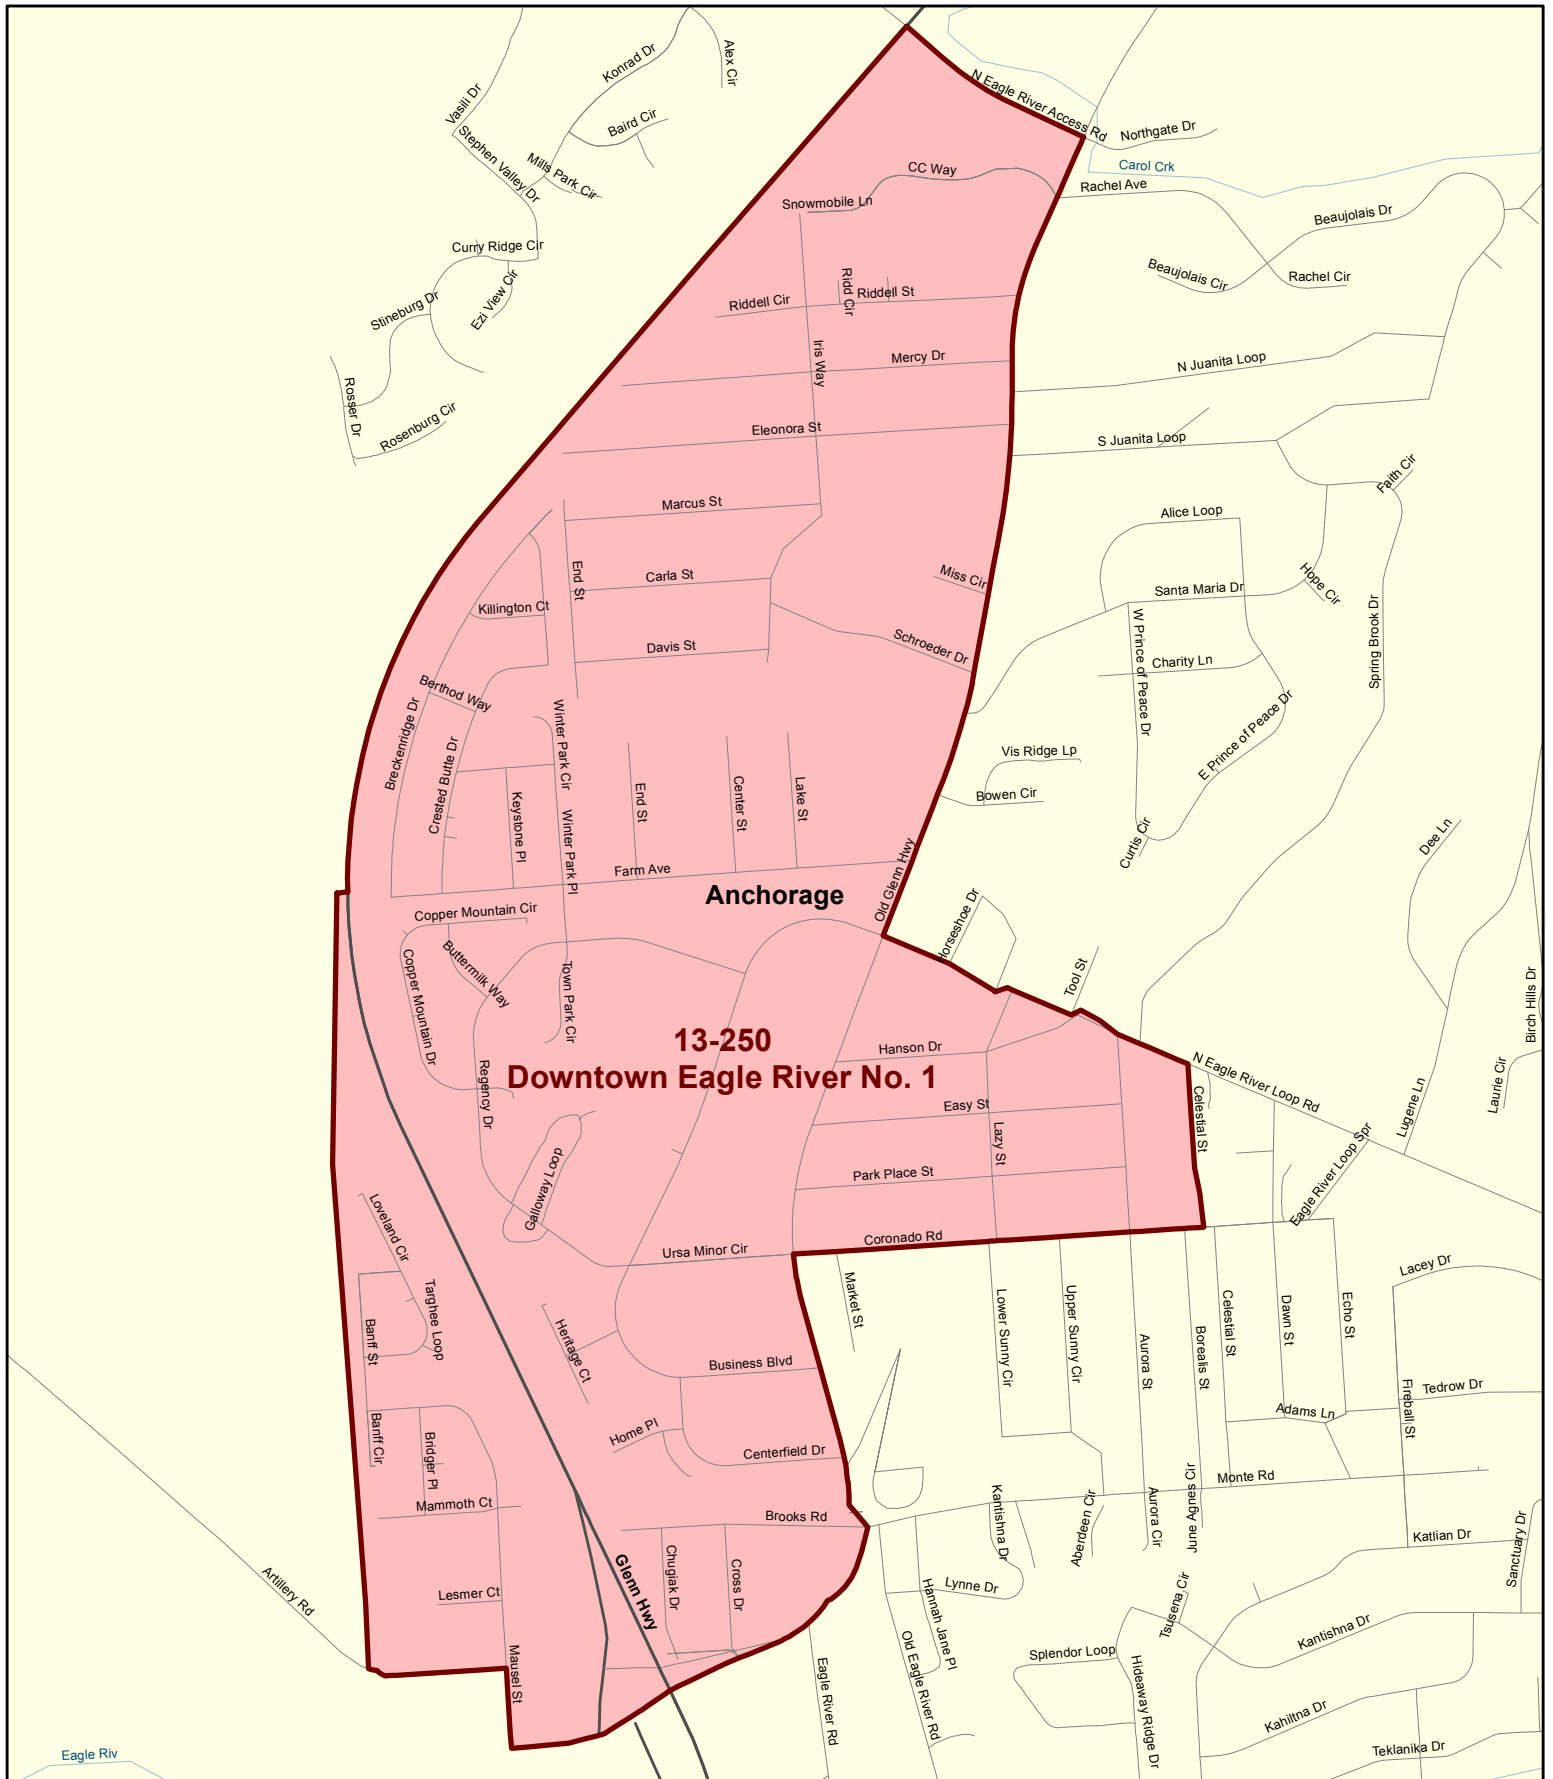 Alex Cir
Konrad Dr
Vasili Dr
Baird Cir
N Eagle River Access Rd
Northgate Dr
Stephen Valley Dr
Mills Park Cir
Carol Crk
CC Way
Rachel Ave
Snowmobile Ln
Beaujolais Dr
Curry Ridge Cir
Ezi View Cir
Beaujolais Cir
Rachel Cir
Ridd Cir
Riddell St
Riddell Cir
Stineburg Dr
Iris Way
Mercy Dr
N Juanita Loop
Rosser Dr
Rosenburg Cir
Eleonora St
S Juanita Loop
Faith Cir
Marcus St
Alice Loop
End St
Carla St
Miss Cir
Hope Cir
Santa Maria Dr
Killington Ct
W Prince of Peace Dr
Spring Brook Dr
Davis St
Schroeder Dr
Charity Ln
Berthod Way
Breckenridge Dr
Winter Park Cir
E Prince of Peace Dr
Vis Ridge Lp
Crested Butte Dr
Keystone Pl
End St
Center St
Lake St
Bowen Cir
Winter Park Pl
Curtis Cir
Dee Ln
Farm Ave
Anchorage
Old Glenn Hwy
Copper Mountain Cir
Horseshoe Dr
Buttermilk Way
Copper Mountain Dr
Town Park Cir
Tool St
Birch Hills Dr
13-250
Downtown Eagle River No. 1
Hanson Dr
Regency Dr
N Eagle River Loop Rd
Laurie Cir
Lugene Ln
Easy St
Lazy St
Celestial St
Eagle River Loop Spr
Park Place St
Galloway Loop
Loveland Cir
Ursa Minor Cir
Coronado Rd
Lacey Dr
Market St
Targhee Loop
Banff St
Heritage Ct
Lower Sunny Cir
Upper Sunny Cir
Aurora St
Borealis St
Celestial St
Dawn St
Echo St
Business Blvd
Fireball St
Tedrow Dr
Adams Ln
Banff Cir
Bridger Pl
Home Pl
Centerfield Dr
Monte Rd
Mammoth Ct
Brooks Rd
Kantishna Dr
Aberdeen Cir
Aurora Cir
June Agnes Cir
Katlian Dr
Sanctuary Dr
Artillery Rd
Glenn Hwy
Chugiak Dr
Cross Dr
Lesmer Ct
Hannah Jane Pl
Lynne Dr
Tsusena Cir
Kantishna Dr
Mausel St
Eagle River Rd
Old Eagle River Rd
Splendor Loop
Hideaway Ridge Dr
Kahiltna Dr
Teklanika Dr
Eagle Riv